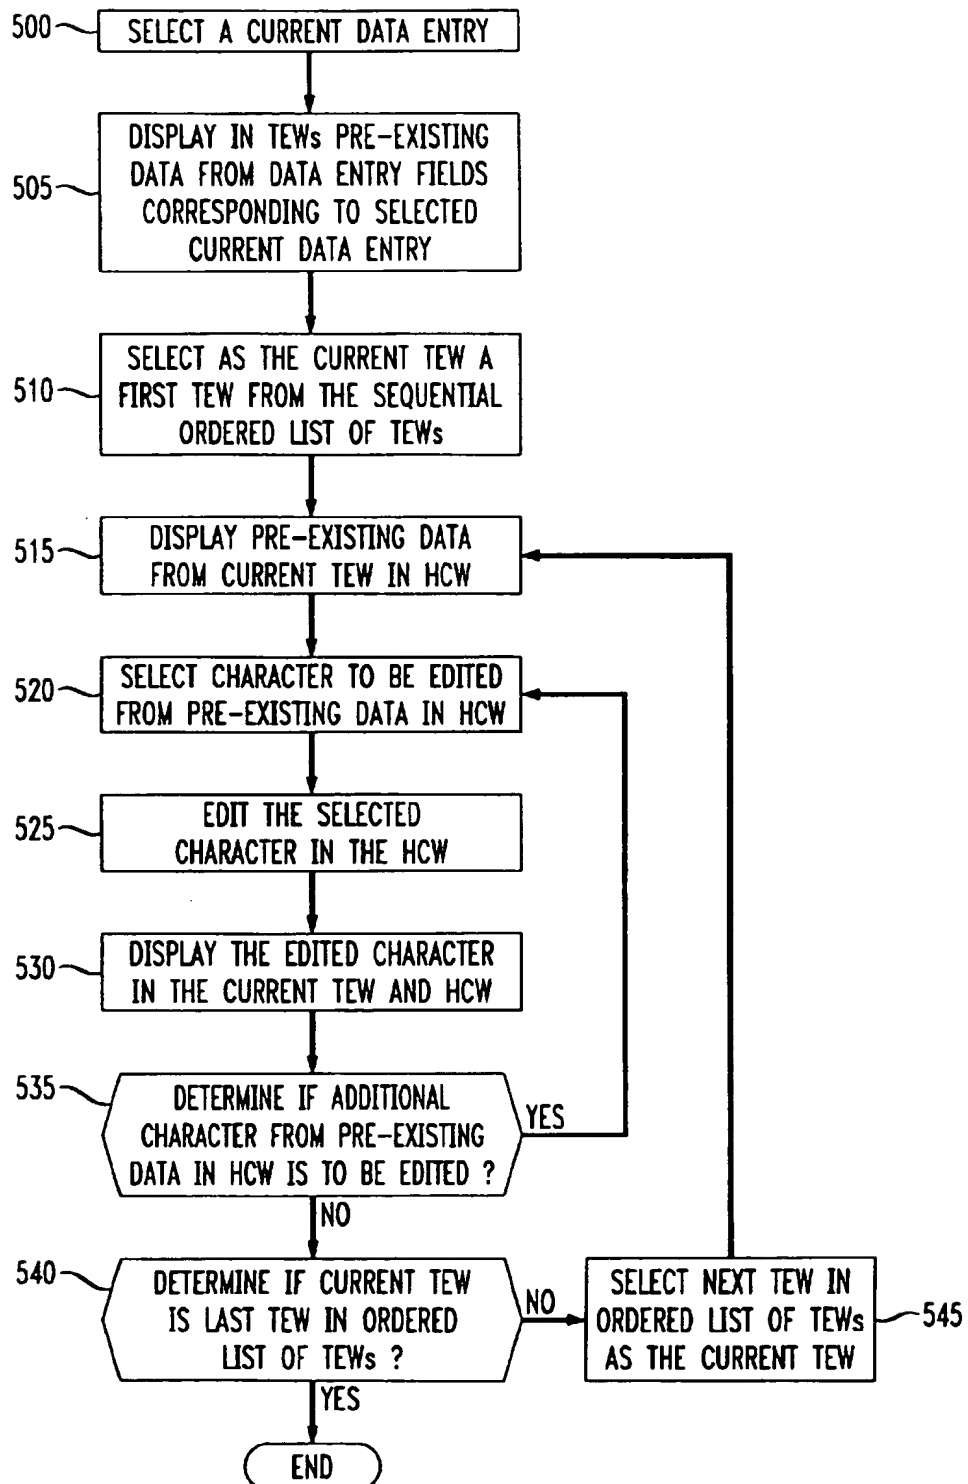 500
SELECT A CURRENT DATA ENTRY
505
DISPLAY IN TEWs PRE-EXISTING
DATA FROM DATA ENTRY FIELDS
CORRESPONDING TO SELECTED
CURRENT DATA ENTRY
510
SELECT AS THE CURRENT TEW A
FIRST TEW FROM THE SEQUENTIAL
ORDERED LIST OF TEWs
515
DISPLAY PRE-EXISTING DATA
FROM CURRENT TEW IN HCW
520
SELECT CHARACTER TO BE EDITED
FROM PRE-EXISTING DATA IN HCW
525
EDIT THE SELECTED
CHARACTER IN THE HCW
530
DISPLAY THE EDITED CHARACTER
IN THE CURRENT TEW AND HCW
535
DETERMINE IF ADDITIONAL
CHARACTER FROM PRE-EXISTING
DATA IN HCW IS TO BE EDITED ?
YES
NO
540
DETERMINE IF CURRENT TEW
IS LAST TEW IN ORDERED
LIST OF TEWs ?
NO
YES
SELECT NEXT TEW IN
ORDERED LIST OF TEWs
AS THE CURRENT TEW
545
END